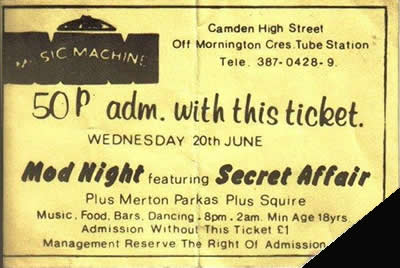 MUSIC MACHINE
Camden High Street
Off Mornington Cres. Tube Station
Tele. 387-0428-9.
50p adm. with this ticket.
WEDNESDAY 20th JUNE
Mod Night featuring Secret Affair
Plus Merton Parkas Plus Squire
Music, Food, Bars, Dancing. 8pm. 2am. Min Age 18yrs
Admission Without This Ticket £1
Management Reserve The Right Of Admission